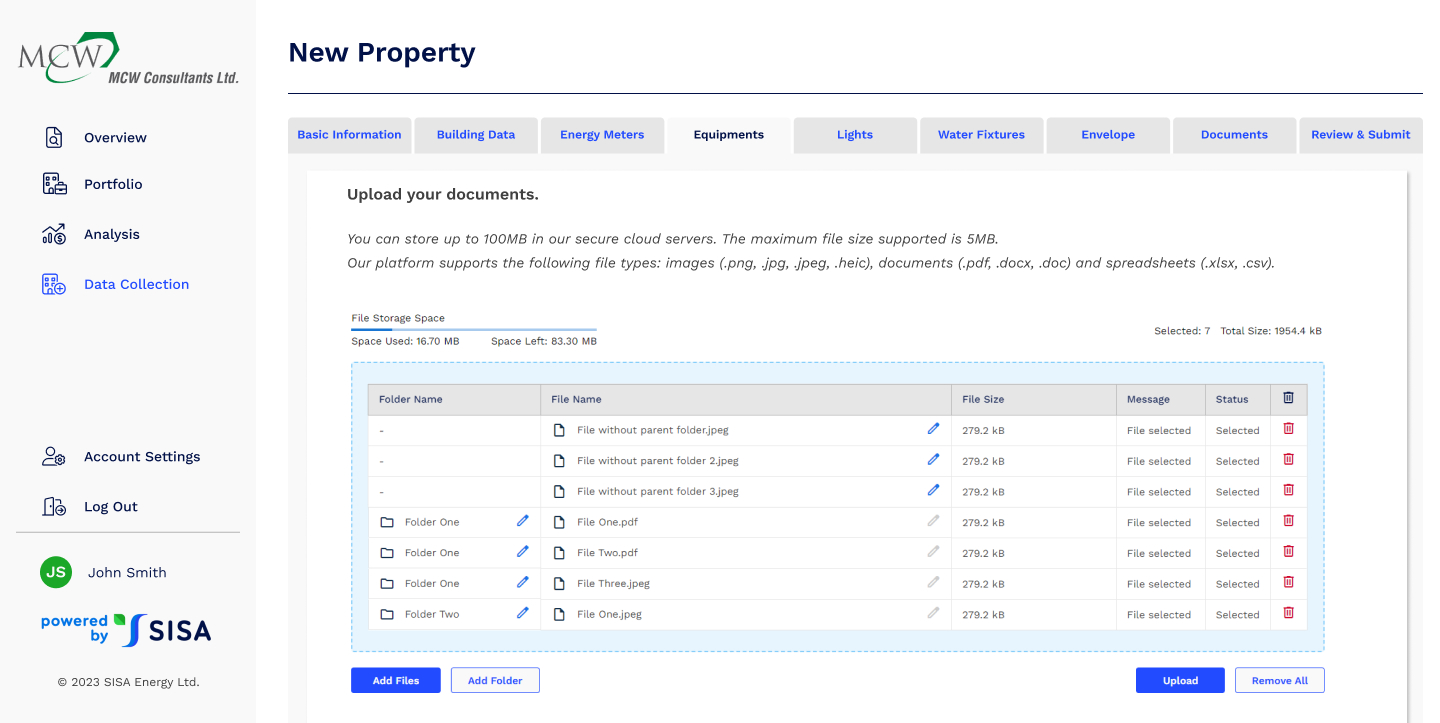 MCW
MCW Consultants Ltd.
Overview
Portfolio
Analysis
Data Collection
Account Settings
Log Out
JS John Smith
powered by SISA
© 2023 SISA Energy Ltd.
New Property
Basic Information Building Data Energy Meters Equipments Lights Water Fixtures Envelope Documents Review & Submit
Upload your documents.
You can store up to 100MB in our secure cloud servers. The maximum file size supported is 5MB.
Our platform supports the following file types: images (.png, .jpg, .jpeg, .heic), documents (.pdf, .docx, .doc) and spreadsheets (.xlsx, .csv).
File Storage Space
Space Used: 16.70 MB Space Left: 83.30 MB
Selected: 7 Total Size: 1954.4 kB
Folder Name File Name File Size Message Status
- File without parent folder.jpeg 279.2 kB File selected Selected
- File without parent folder 2.jpeg 279.2 kB File selected Selected
- File without parent folder 3.jpeg 279.2 kB File selected Selected
Folder One File One.pdf 279.2 kB File selected Selected
Folder One File Two.pdf 279.2 kB File selected Selected
Folder One File Three.jpeg 279.2 kB File selected Selected
Folder Two File One.jpeg 279.2 kB File selected Selected
Add Files Add Folder Upload Remove All